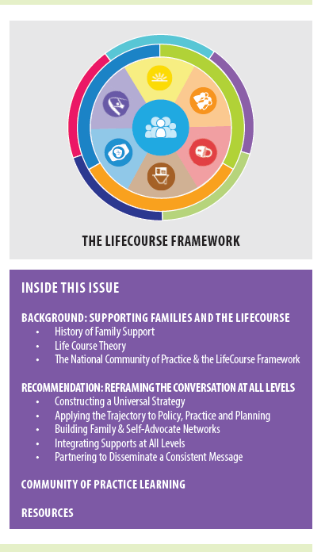 THE LIFECOURSE FRAMEWORK
INSIDE THIS ISSUE
BACKGROUND: SUPPORTING FAMILIES AND THE LIFECOURSE
• History of Family Support
• Life Course Theory
• The National Community of Practice & the LifeCourse Framework
RECOMMENDATION: REFRAMING THE CONVERSATION AT ALL LEVELS
• Constructing a Universal Strategy
• Applying the Trajectory to Policy, Practice and Planning
• Building Family & Self-Advocate Networks
• Integrating Supports at All Levels
• Partnering to Disseminate a Consistent Message
COMMUNITY OF PRACTICE LEARNING
RESOURCES